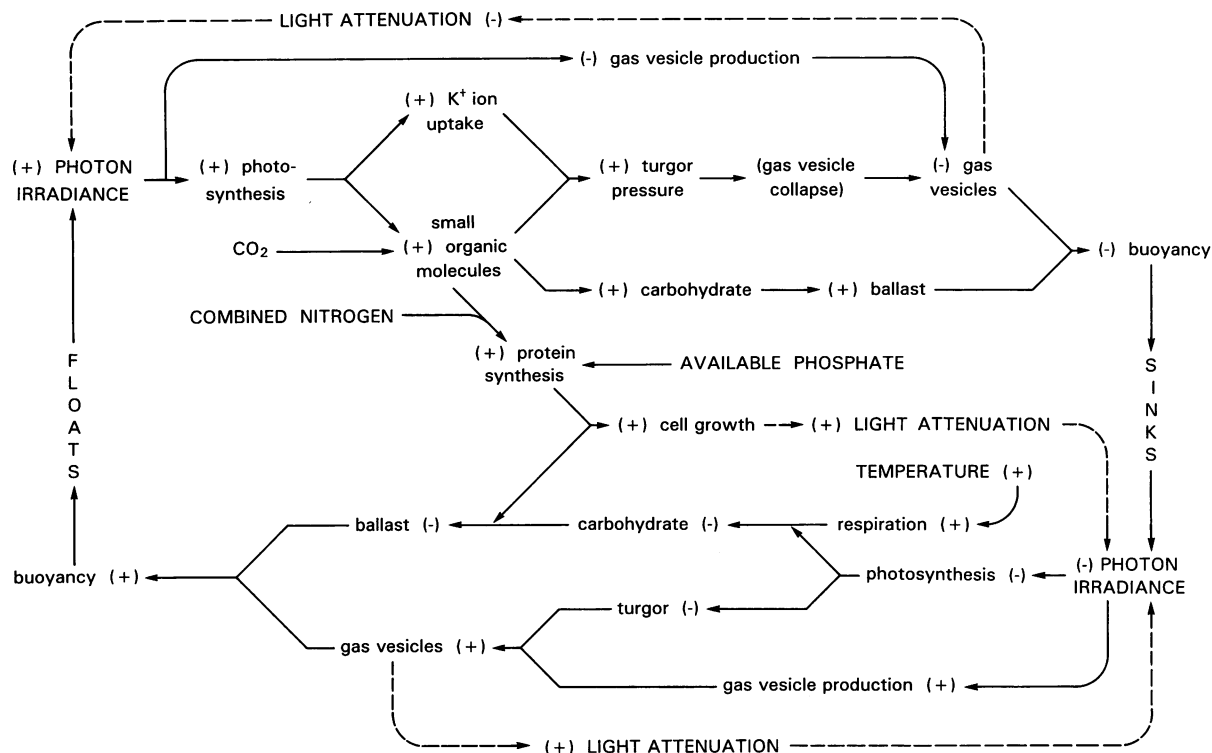 LIGHT ATTENUATION (-)
(-) gas vesicle production
(+) K⁺ ion
uptake
(+) PHOTON
IRRADIANCE
(+) photo-
synthesis
(+) turgor
pressure
(gas vesicle
collapse)
(-) gas
vesicles
small
(+) organic
molecules
CO₂
(-) buoyancy
(+) carbohydrate
(+) ballast
COMBINED NITROGEN
(+) protein
synthesis
AVAILABLE PHOSPHATE
FLOATS
SINKS
(+) cell growth
(+) LIGHT ATTENUATION
TEMPERATURE (+)
ballast (-)
carbohydrate (-)
respiration (+)
buoyancy (+)
photosynthesis (-)
(-) PHOTON
IRRADIANCE
turgor (-)
gas vesicles (+)
gas vesicle production (+)
(+) LIGHT ATTENUATION